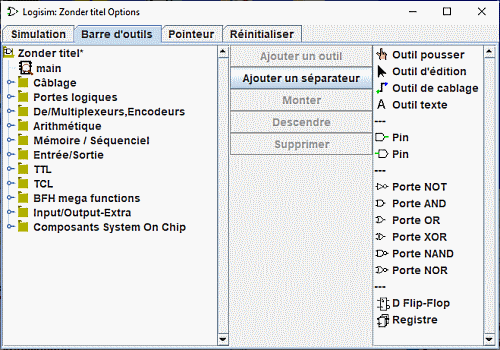 Logisim: Zonder titel Options
Simulation
Barre d'outils
Pointeur
Réinitialiser
Zonder titel*
main
Câblage
Portes logiques
De/Multiplexeurs,Encodeurs
Arithmétique
Mémoire / Séquenciel
Entrée/Sortie
TTL
TCL
BFH mega functions
Input/Output-Extra
Composants System On Chip
Ajouter un outil
Ajouter un séparateur
Monter
Descendre
Supprimer
Outil pousser
Outil d'édition
Outil de cablage
A Outil texte
---
Pin
Pin
---
Porte NOT
Porte AND
Porte OR
Porte XOR
Porte NAND
Porte NOR
---
D Flip-Flop
Registre